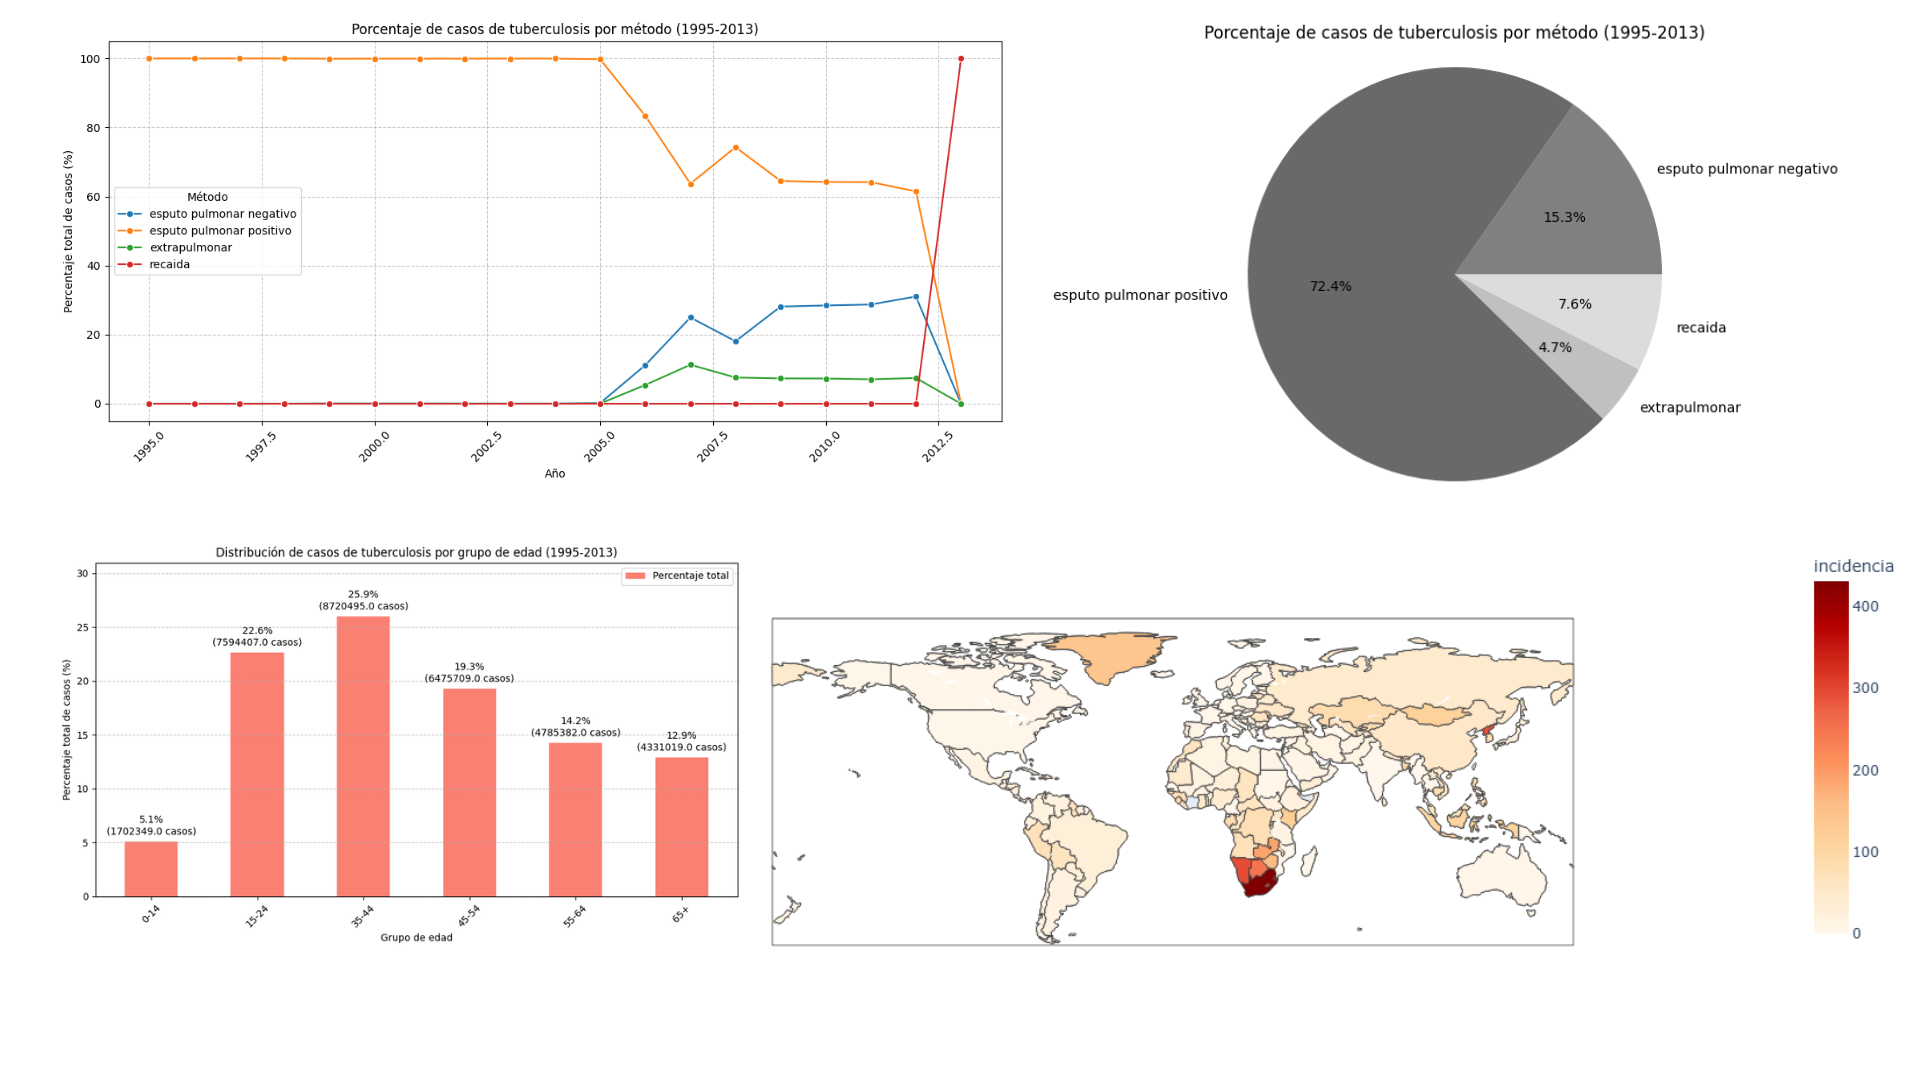 Porcentaje de casos de tuberculosis por método (1995-2013)
Percentaje total de casos (%)
100
80
60
40
20
0
Método
esputo pulmonar negativo
esputo pulmonar positivo
extrapulmonar
recaida
1995.0
1997.5
2000.0
2002.5
2005.0
2007.5
2010.0
2012.5
Año
Porcentaje de casos de tuberculosis por método (1995-2013)
esputo pulmonar negativo
15.3%
72.4%
esputo pulmonar positivo
7.6%
recaida
4.7%
extrapulmonar
Distribución de casos de tuberculosis por grupo de edad (1995-2013)
Percentaje total
Percentaje total de casos (%)
30
25
20
15
10
5
0
5.1%
(1702349.0 casos)
22.6%
(7594407.0 casos)
25.9%
(8720495.0 casos)
19.3%
(6475709.0 casos)
14.2%
(4785382.0 casos)
12.9%
(4331019.0 casos)
0-14
15-24
35-44
45-54
55-64
65+
Grupo de edad
incidencia
400
300
200
100
0